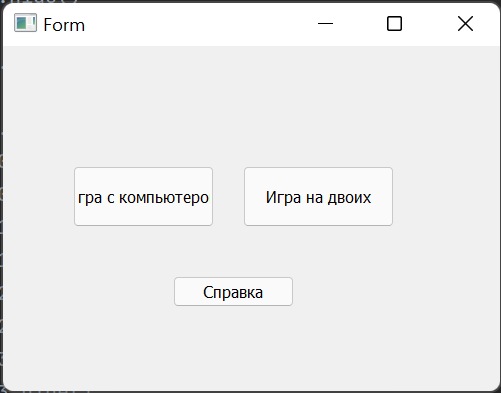 Form
гра с компьютеро
Игра на двоих
Справка